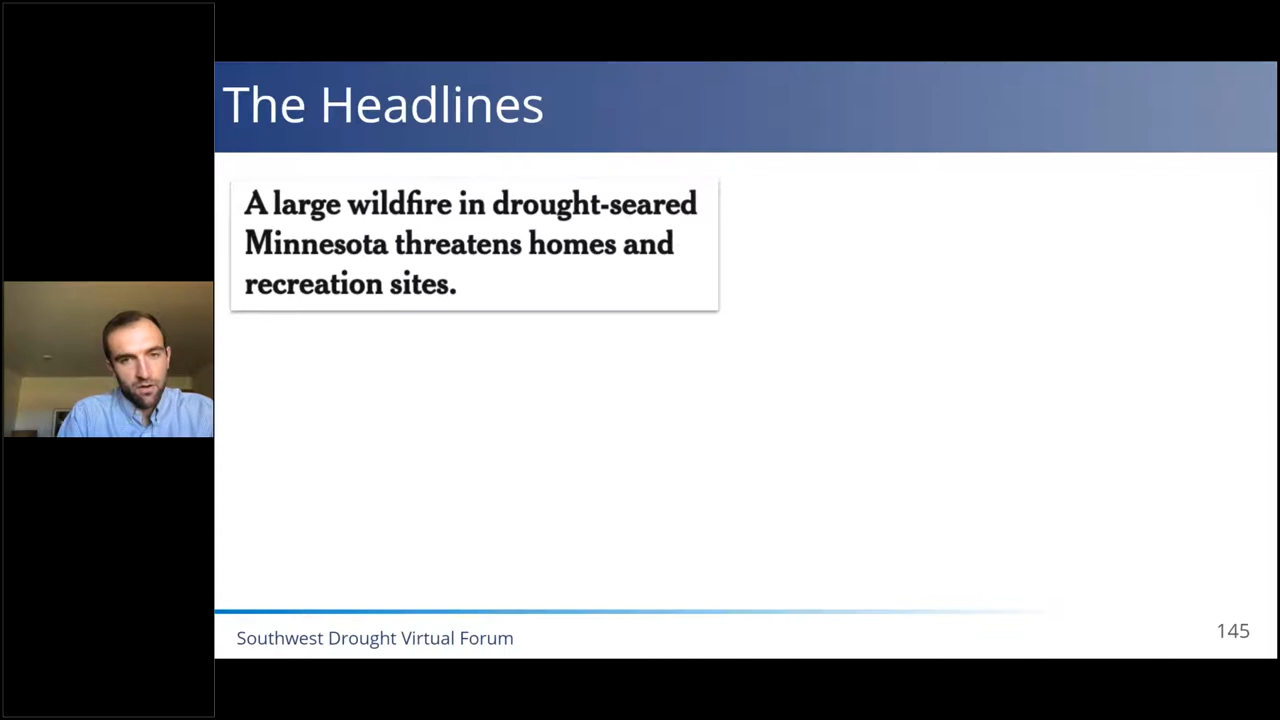 The Headlines
A large wildfire in drought-seared
Minnesota threatens homes and
recreation sites.
Southwest Drought Virtual Forum
145